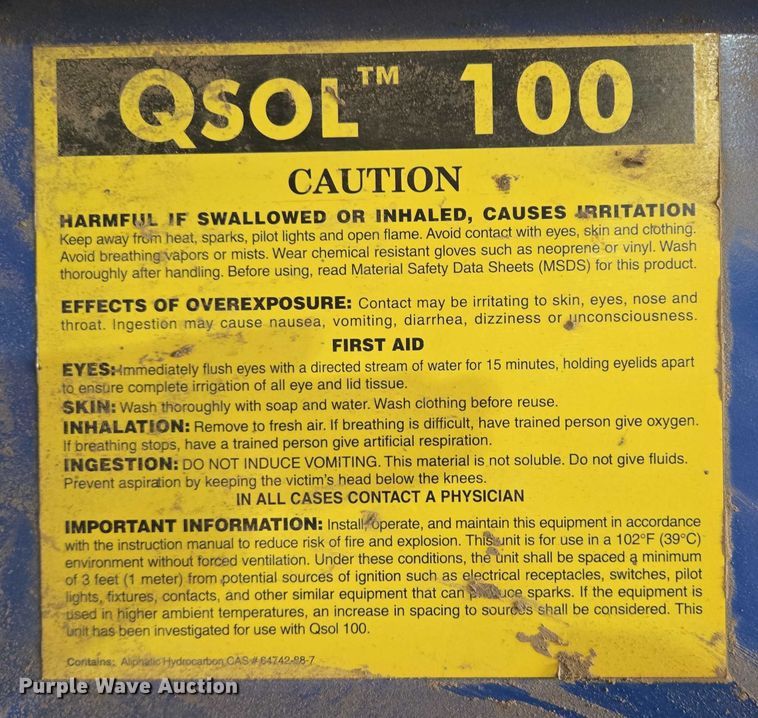 QSOL™ 100
CAUTION
HARMFUL IF SWALLOWED OR INHALED, CAUSES IRRITATION
Keep away from heat, sparks, pilot lights and open flame. Avoid contact with eyes, skin and clothing.
Avoid breathing vapors or mists. Wear chemical resistant gloves such as neoprene or vinyl. Wash
thoroughly after handling. Before using, read Material Safety Data Sheets (MSDS) for this product.
EFFECTS OF OVEREXPOSURE: Contact may be irritating to skin, eyes, nose and
throat. Ingestion may cause nausea, vomiting, diarrhea, dizziness or unconsciousness.
FIRST AID
EYES: Immediately flush eyes with a directed stream of water for 15 minutes, holding eyelids apart
to ensure complete irrigation of all eye and lid tissue.
SKIN: Wash thoroughly with soap and water. Wash clothing before reuse.
INHALATION: Remove to fresh air. If breathing is difficult, have trained person give oxygen.
If breathing stops, have a trained person give artificial respiration.
INGESTION: DO NOT INDUCE VOMITING. This material is not soluble. Do not give fluids.
Prevent aspiration by keeping the victim's head below the knees.
IN ALL CASES CONTACT A PHYSICIAN
IMPORTANT INFORMATION: Install, operate, and maintain this equipment in accordance
with the instruction manual to reduce risk of fire and explosion. This unit is for use in a 102°F (39°C)
environment without forced ventilation. Under these conditions, the unit shall be spaced a minimum
of 3 feet (1 meter) from potential sources of ignition such as electrical receptacles, switches, pilot
lights, fixtures, contacts, and other similar equipment that can produce sparks. If the equipment is
used in higher ambient temperatures, an increase in spacing to sources shall be considered. This
unit has been investigated for use with Qsol 100.
Contains: Aliphatic Hydrocarbon CAS # 64742-88-7
Purple Wave Auction